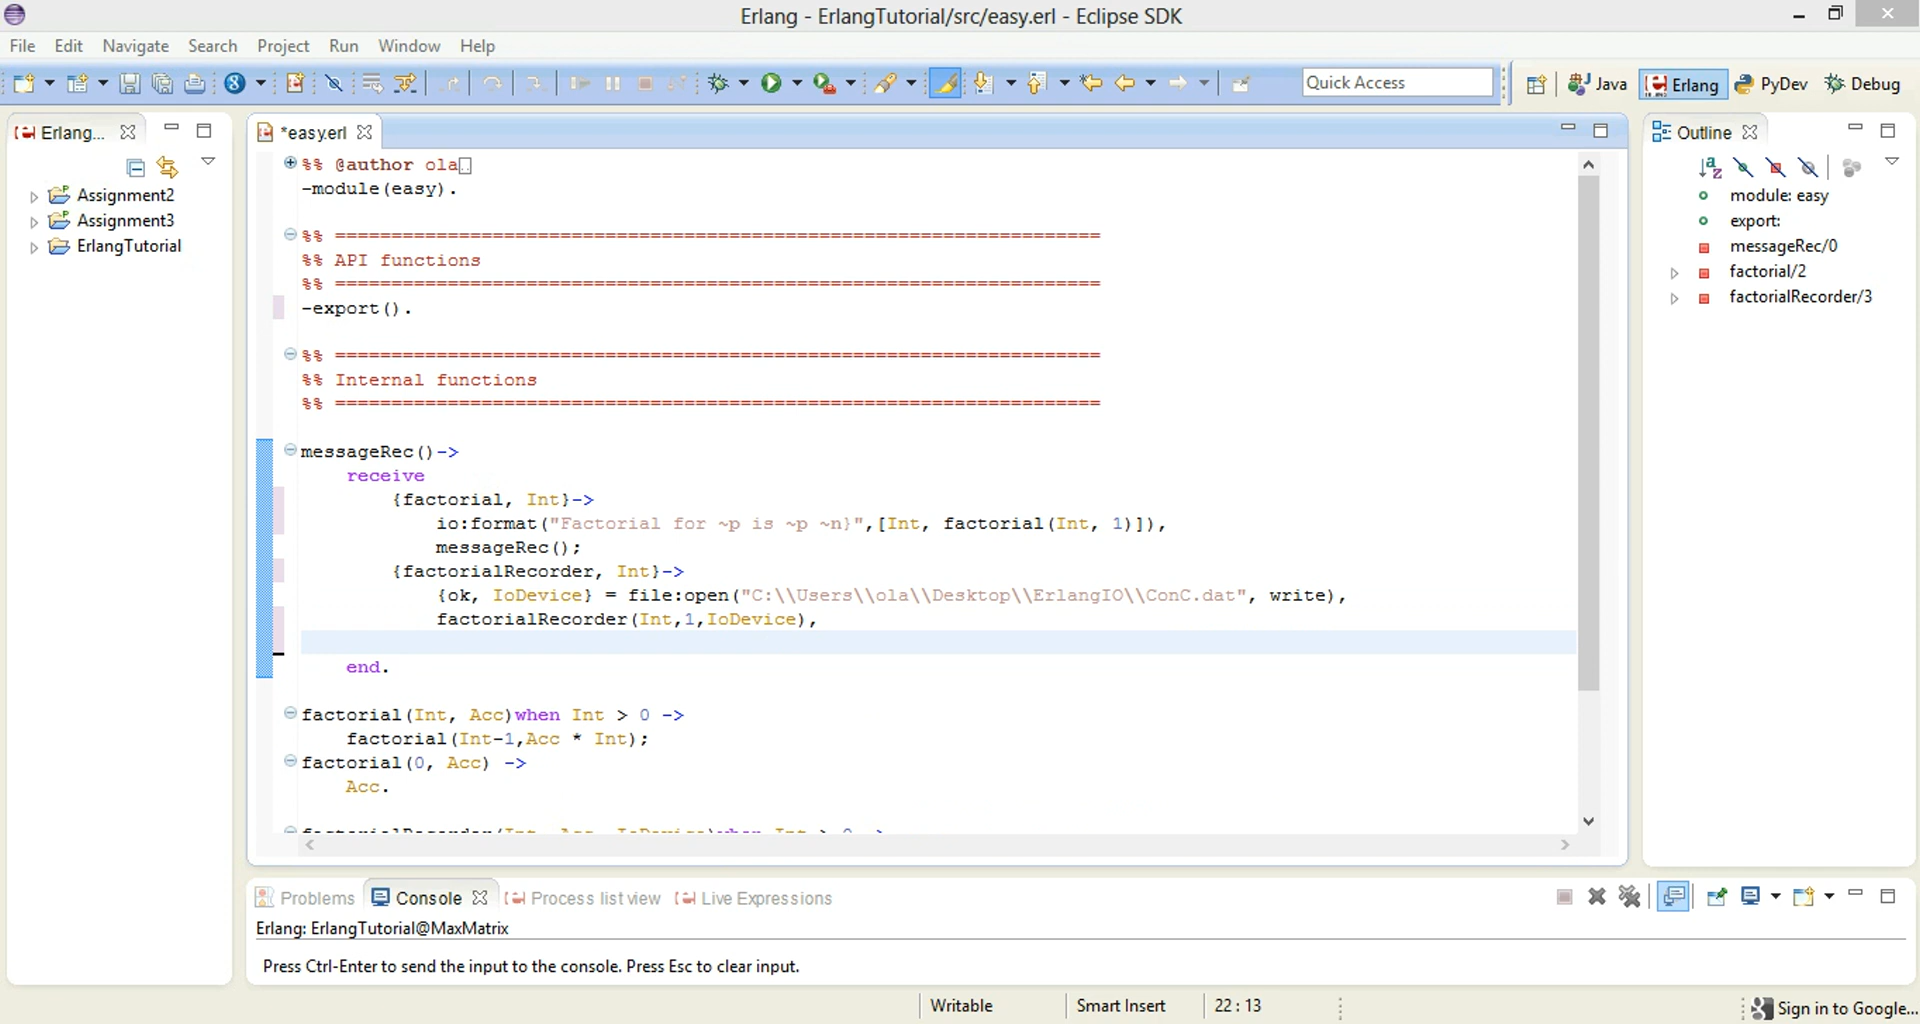 Erlang - ErlangTutorial/src/easy.erl - Eclipse SDK
File Edit Navigate Search Project Run Window Help
Quick Access Java Erlang PyDev Debug
Erlang...
Assignment2
Assignment3
ErlangTutorial
*easy.erl
%% @author ola
-module(easy).
%% ====================================================================
%% API functions
%% ====================================================================
-export().
%% ====================================================================
%% Internal functions
%% ====================================================================
messageRec()->
receive
{factorial, Int}->
io:format("Factorial for ~p is ~p ~n}",[Int, factorial(Int, 1)]),
messageRec();
{factorialRecorder, Int}->
{ok, IoDevice} = file:open("C:\\Users\\ola\\Desktop\\ErlangIO\\ConC.dat", write),
factorialRecorder(Int,1,IoDevice),
end.
factorial(Int, Acc)when Int > 0 ->
factorial(Int-1,Acc * Int);
factorial(0, Acc) ->
Acc.
Outline
module: easy
export:
messageRec/0
factorial/2
factorialRecorder/3
Problems Console Process list view Live Expressions
Erlang: ErlangTutorial@MaxMatrix
Press Ctrl-Enter to send the input to the console. Press Esc to clear input.
Writable Smart Insert 22 : 13
Sign in to Google...